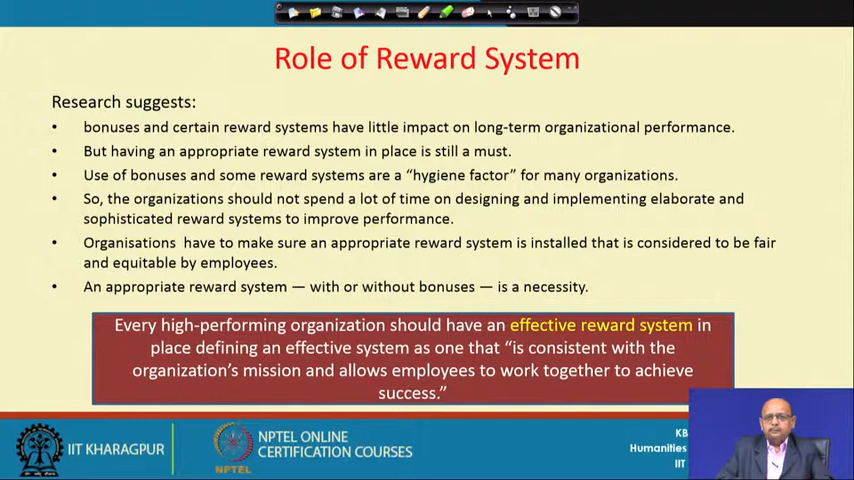 Role of Reward System
Research suggests:
• bonuses and certain reward systems have little impact on long-term organizational performance.
• But having an appropriate reward system in place is still a must.
• Use of bonuses and some reward systems are a “hygiene factor” for many organizations.
• So, the organizations should not spend a lot of time on designing and implementing elaborate and
sophisticated reward systems to improve performance.
• Organisations have to make sure an appropriate reward system is installed that is considered to be fair
and equitable by employees.
• An appropriate reward system — with or without bonuses — is a necessity.
Every high-performing organization should have an effective reward system in
place defining an effective system as one that “is consistent with the
organization’s mission and allows employees to work together to achieve
success.”
IIT KHARAGPUR
NPTEL
NPTEL ONLINE
CERTIFICATION COURSES
KB
Humanities
IIT